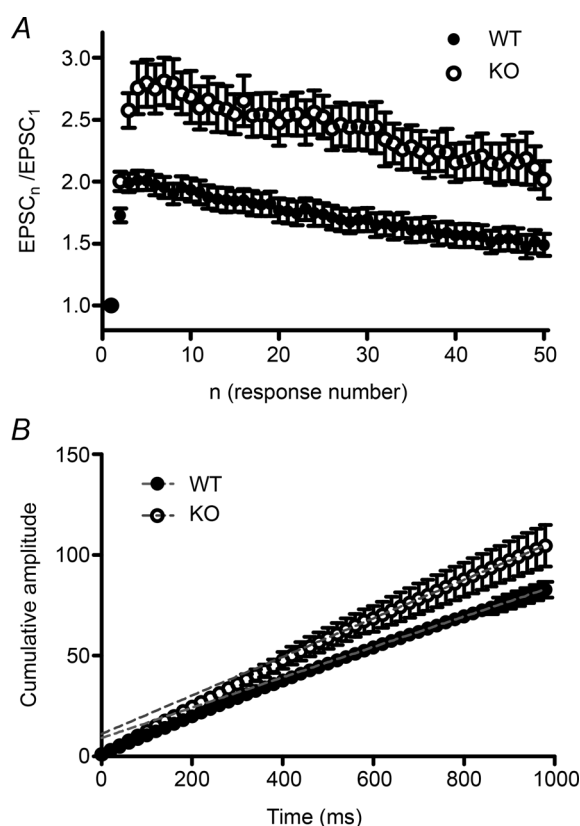 A
WT
KO
EPSCn/EPSC1
3.0
2.5
2.0
1.5
1.0
0 10 20 30 40 50
n (response number)
B
WT
KO
Cumulative amplitude
150
100
50
0
0 200 400 600 800 1000
Time (ms)